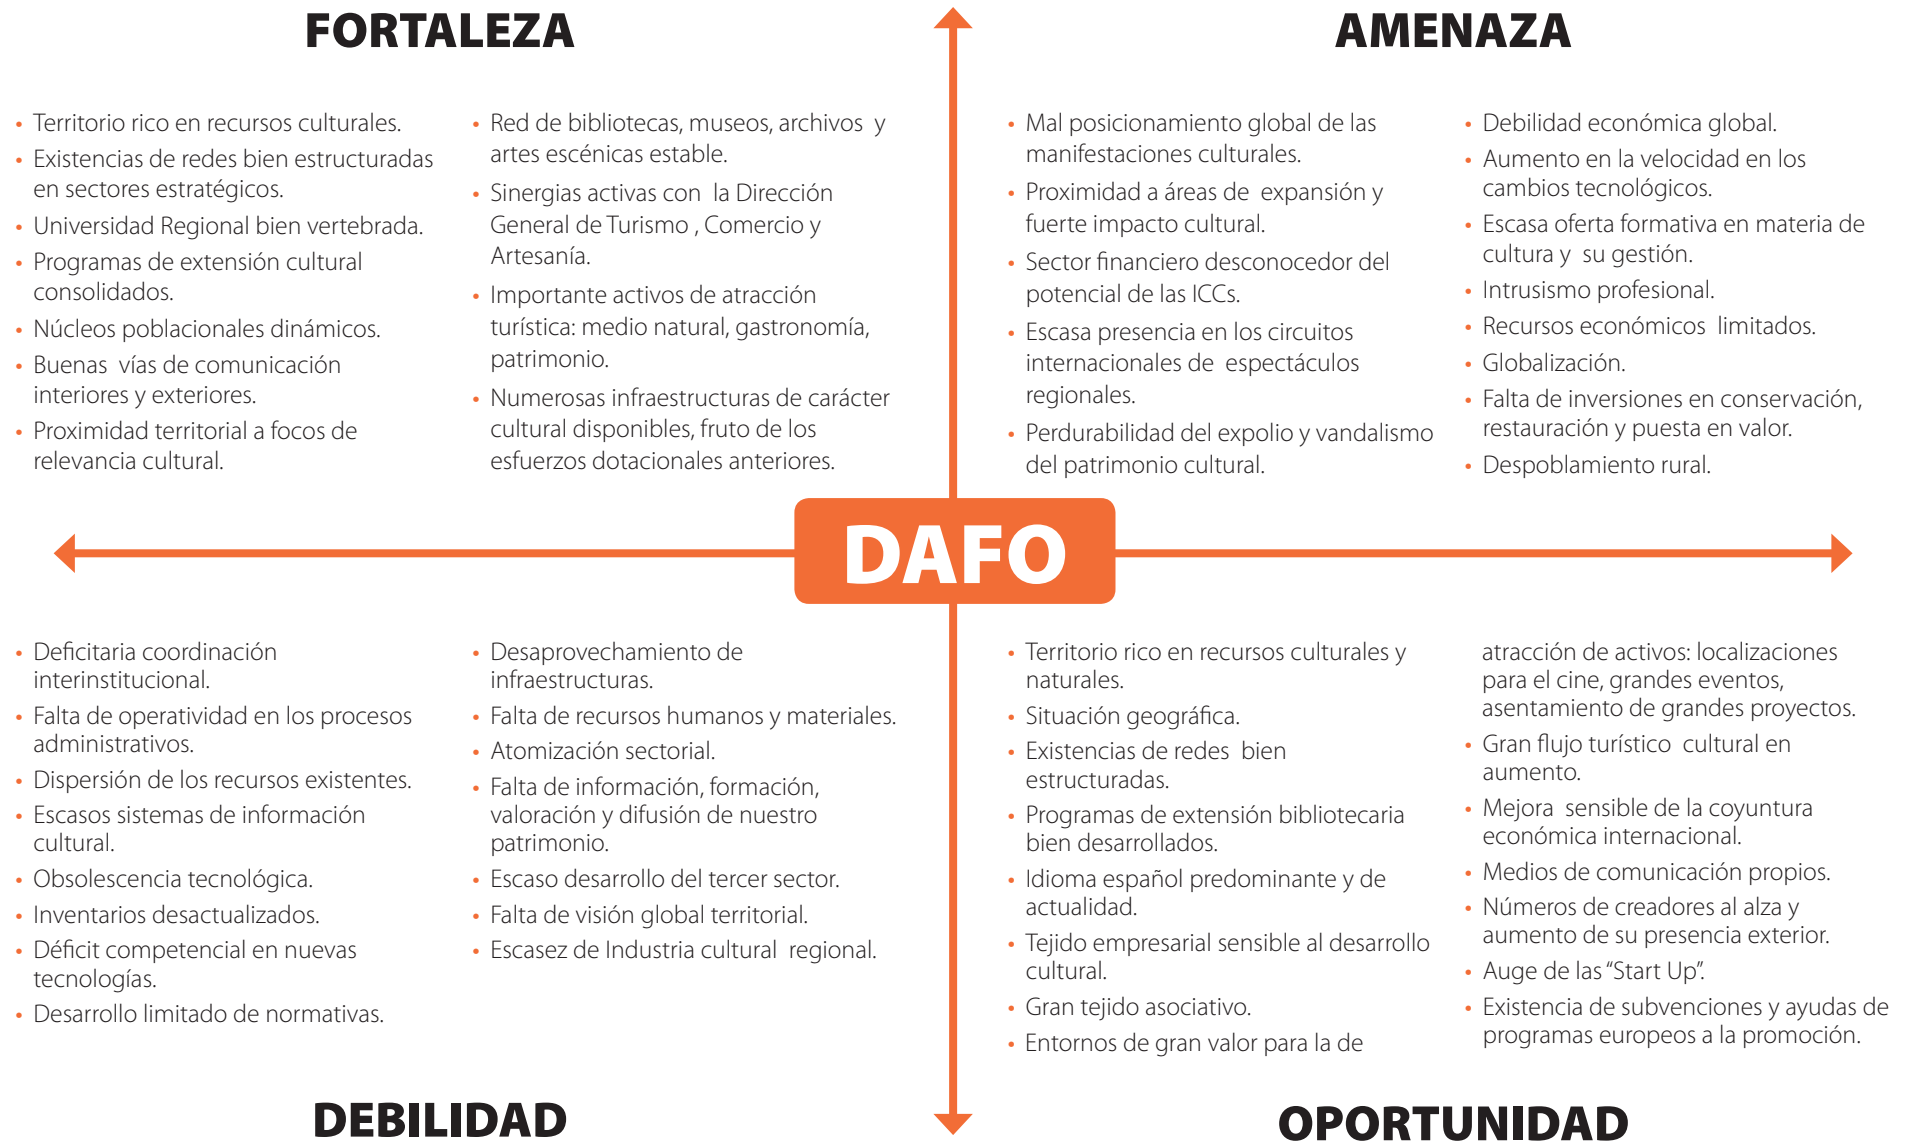 FORTALEZA
• Territorio rico en recursos culturales.
• Existencias de redes bien estructuradas
en sectores estratégicos.
• Universidad Regional bien vertebrada.
• Programas de extensión cultural
consolidados.
• Núcleos poblacionales dinámicos.
• Buenas vías de comunicación
interiores y exteriores.
• Proximidad territorial a focos de
relevancia cultural.
• Red de bibliotecas, museos, archivos y
artes escénicas estable.
• Sinergias activas con la Dirección
General de Turismo , Comercio y
Artesanía.
• Importante activos de atracción
turística: medio natural, gastronomía,
patrimonio.
• Numerosas infraestructuras de carácter
cultural disponibles, fruto de los
esfuerzos dotacionales anteriores.
AMENAZA
• Mal posicionamiento global de las
manifestaciones culturales.
• Proximidad a áreas de expansión y
fuerte impacto cultural.
• Sector financiero desconocedor del
potencial de las ICCs.
• Escasa presencia en los circuitos
internacionales de espectáculos
regionales.
• Perdurabilidad del expolio y vandalismo
del patrimonio cultural.
• Debilidad económica global.
• Aumento en la velocidad en los
cambios tecnológicos.
• Escasa oferta formativa en materia de
cultura y su gestión.
• Intrusismo profesional.
• Recursos económicos limitados.
• Globalización.
• Falta de inversiones en conservación,
restauración y puesta en valor.
• Despoblamiento rural.
DAFO
• Deficitaria coordinación
interinstitucional.
• Falta de operatividad en los procesos
administrativos.
• Dispersión de los recursos existentes.
• Escasos sistemas de información
cultural.
• Obsolescencia tecnológica.
• Inventarios desactualizados.
• Déficit competencial en nuevas
tecnologías.
• Desarrollo limitado de normativas.
• Desaprovechamiento de
infraestructuras.
• Falta de recursos humanos y materiales.
• Atomización sectorial.
• Falta de información, formación,
valoración y difusión de nuestro
patrimonio.
• Escaso desarrollo del tercer sector.
• Falta de visión global territorial.
• Escasez de Industria cultural regional.
DEBILIDAD
• Territorio rico en recursos culturales y
naturales.
• Situación geográfica.
• Existencias de redes bien
estructuradas.
• Programas de extensión bibliotecaria
bien desarrollados.
• Idioma español predominante y de
actualidad.
• Tejido empresarial sensible al desarrollo
cultural.
• Gran tejido asociativo.
• Entornos de gran valor para la de
atracción de activos: localizaciones
para el cine, grandes eventos,
asentamiento de grandes proyectos.
• Gran flujo turístico cultural en
aumento.
• Mejora sensible de la coyuntura
económica internacional.
• Medios de comunicación propios.
• Números de creadores al alza y
aumento de su presencia exterior.
• Auge de las “Start Up”.
• Existencia de subvenciones y ayudas de
programas europeos a la promoción.
OPORTUNIDAD